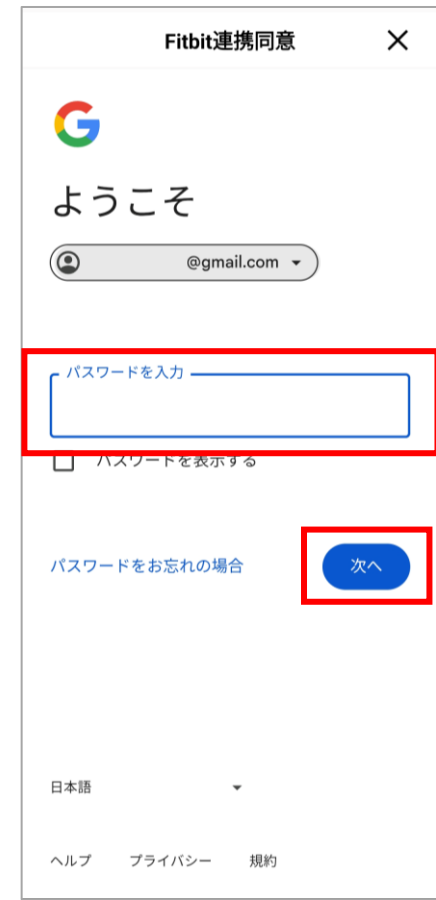 Fitbit連携同意
ようこそ
@gmail.com
パスワードを入力
パスワードを表示する
パスワードをお忘れの場合
次へ
日本語
ヘルプ プライバシー 規約